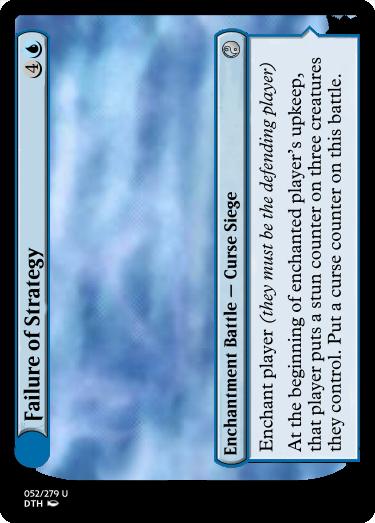 Failure of Strategy 4
Enchantment Battle — Curse Siege
Enchant player (they must be the defending player)
At the beginning of enchanted player's upkeep,
that player puts a stun counter on three creatures
they control. Put a curse counter on this battle.
052/279 U
DTH